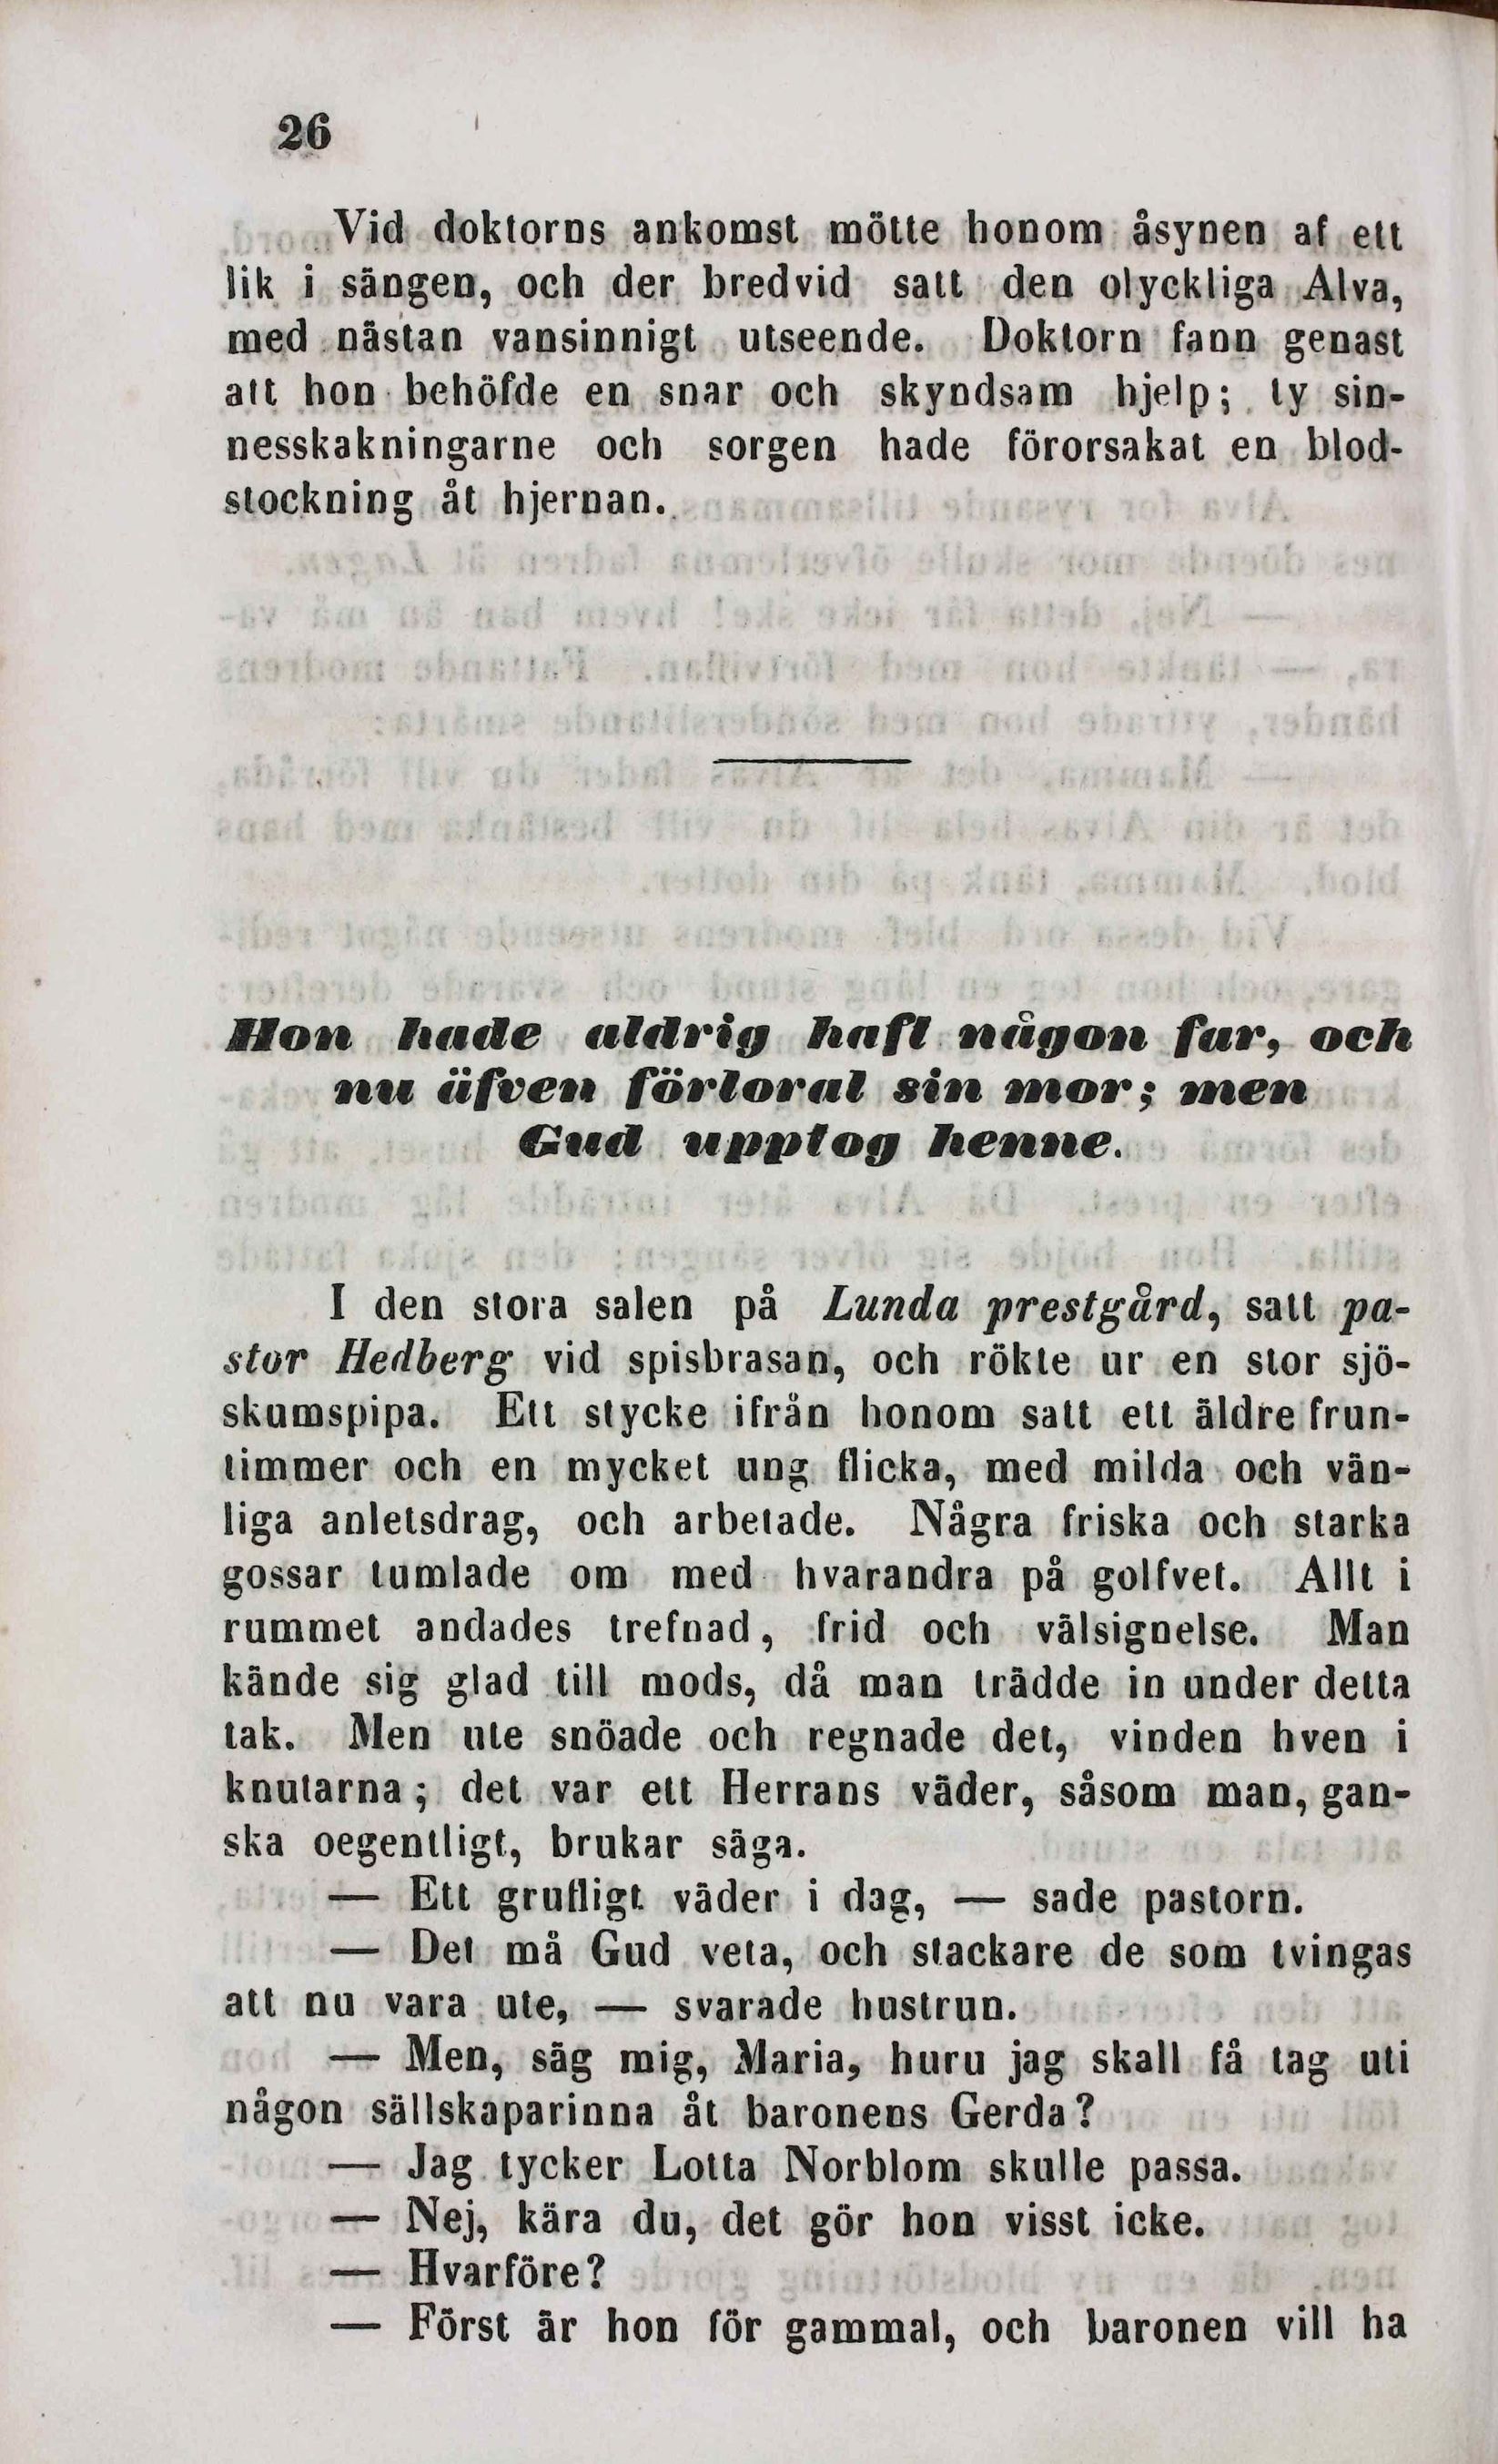 26
Vid doktorns ankomst mötte honom åsynen af ett
lik i sängen, och der bredvid satt den olyckliga Alva,
med nästan vansinnigt utseende. Doktorn fann genast
att hon behöfde en snar och skyndsam hjelp; ty sin-
nesskakningarne och sorgen hade förorsakat en blod-
stockning åt hjernan.
Hon hade aldrig haft någon far, och
nu äfven förlorat sin mor; men
Gud upptog henne.
I den stora salen på Lunda prestgård, satt pa-
stor Hedberg vid spisbrasan, och rökte ur en stor sjö-
skumspipa. Ett stycke ifrån honom satt ett äldre frun-
timmer och en mycket ung flicka, med milda och vän-
liga anletsdrag, och arbetade. Några friska och starka
gossar tumlade om med hvarandra på golfvet. Allt i
rummet andades trefnad, frid och välsignelse. Man
kände sig glad till mods, då man trädde in under detta
tak. Men ute snöade och regnade det, vinden hven i
knutarna; det var ett Herrans väder, såsom man, gan-
ska oegentligt, brukar säga.
— Ett grufligt väder i dag, — sade pastorn.
— Det må Gud veta, och stackare de som tvingas
att nu vara ute, — svarade hustrun.
— Men, säg mig, Maria, huru jag skall få tag uti
någon sällskaparinna åt baronens Gerda?
— Jag tycker Lotta Norblom skulle passa.
— Nej, kära du, det gör hon visst icke.
— Hvarföre?
— Först är hon för gammal, och baronen vill ha